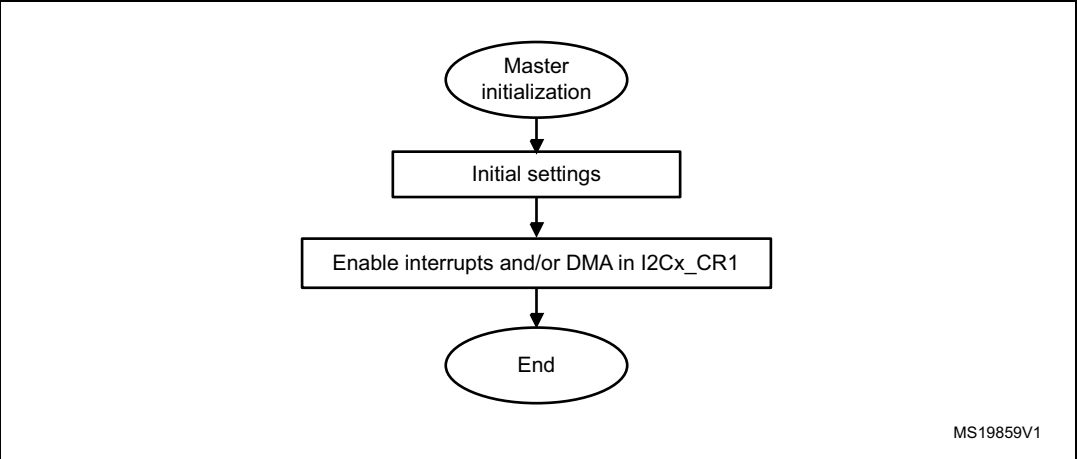 Master
initialization
Initial settings
Enable interrupts and/or DMA in I2Cx_CR1
End
MS19859V1